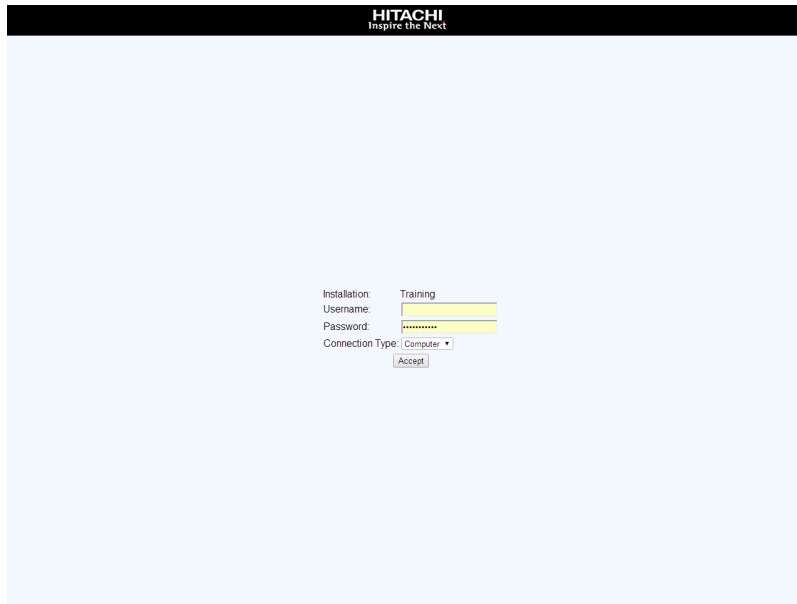 HITACHI
Inspire the Next
Installation: Training
Username:
Password: •••••••••••
Connection Type: Computer
Accept